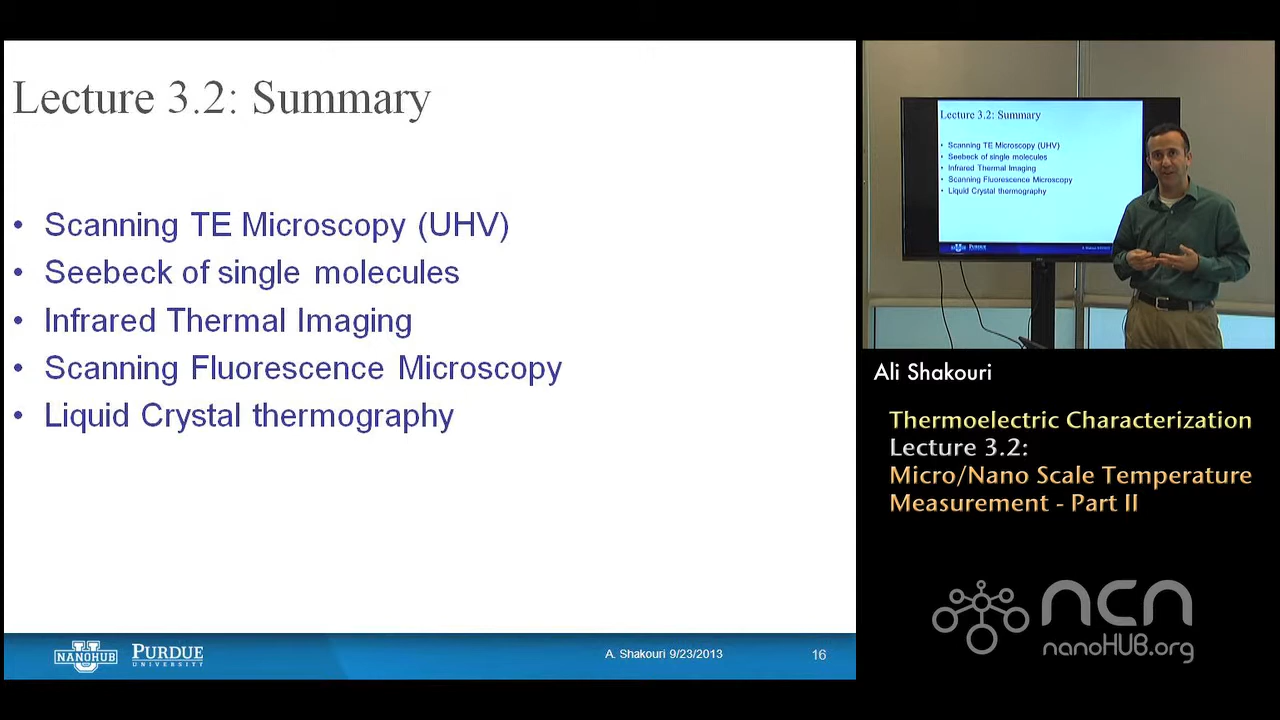 Lecture 3.2: Summary
• Scanning TE Microscopy (UHV)
• Seebeck of single molecules
• Infrared Thermal Imaging
• Scanning Fluorescence Microscopy
• Liquid Crystal thermography
NANOHUB
PURDUE
UNIVERSITY
A. Shakouri 9/23/2013
16
Lecture 3.2: Summary
• Scanning TE Microscopy (UHV)
• Seebeck of single molecules
• Infrared Thermal Imaging
• Scanning Fluorescence Microscopy
• Liquid Crystal thermography
PURDUE
Ali Shakouri
Thermoelectric Characterization
Lecture 3.2:
Micro/Nano Scale Temperature
Measurement - Part II
ncn
nanoHUB.org